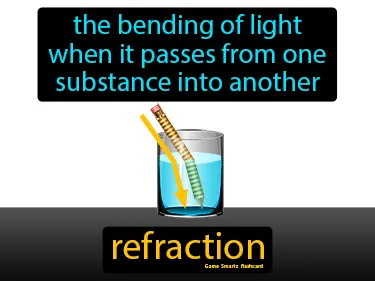 the bending of light
when it passes from one
substance into another
refraction
Game Smartz flashcard